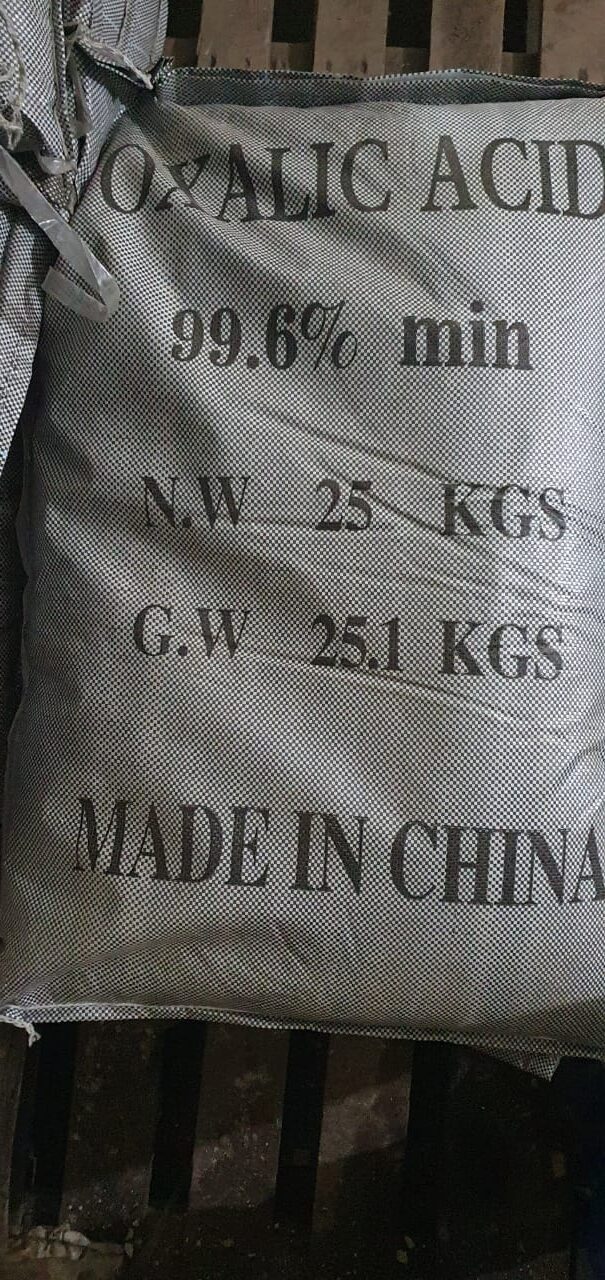 OXALIC ACID
99.6% min
N.W 25 KGS
G.W 25.1 KGS
MADE IN CHINA